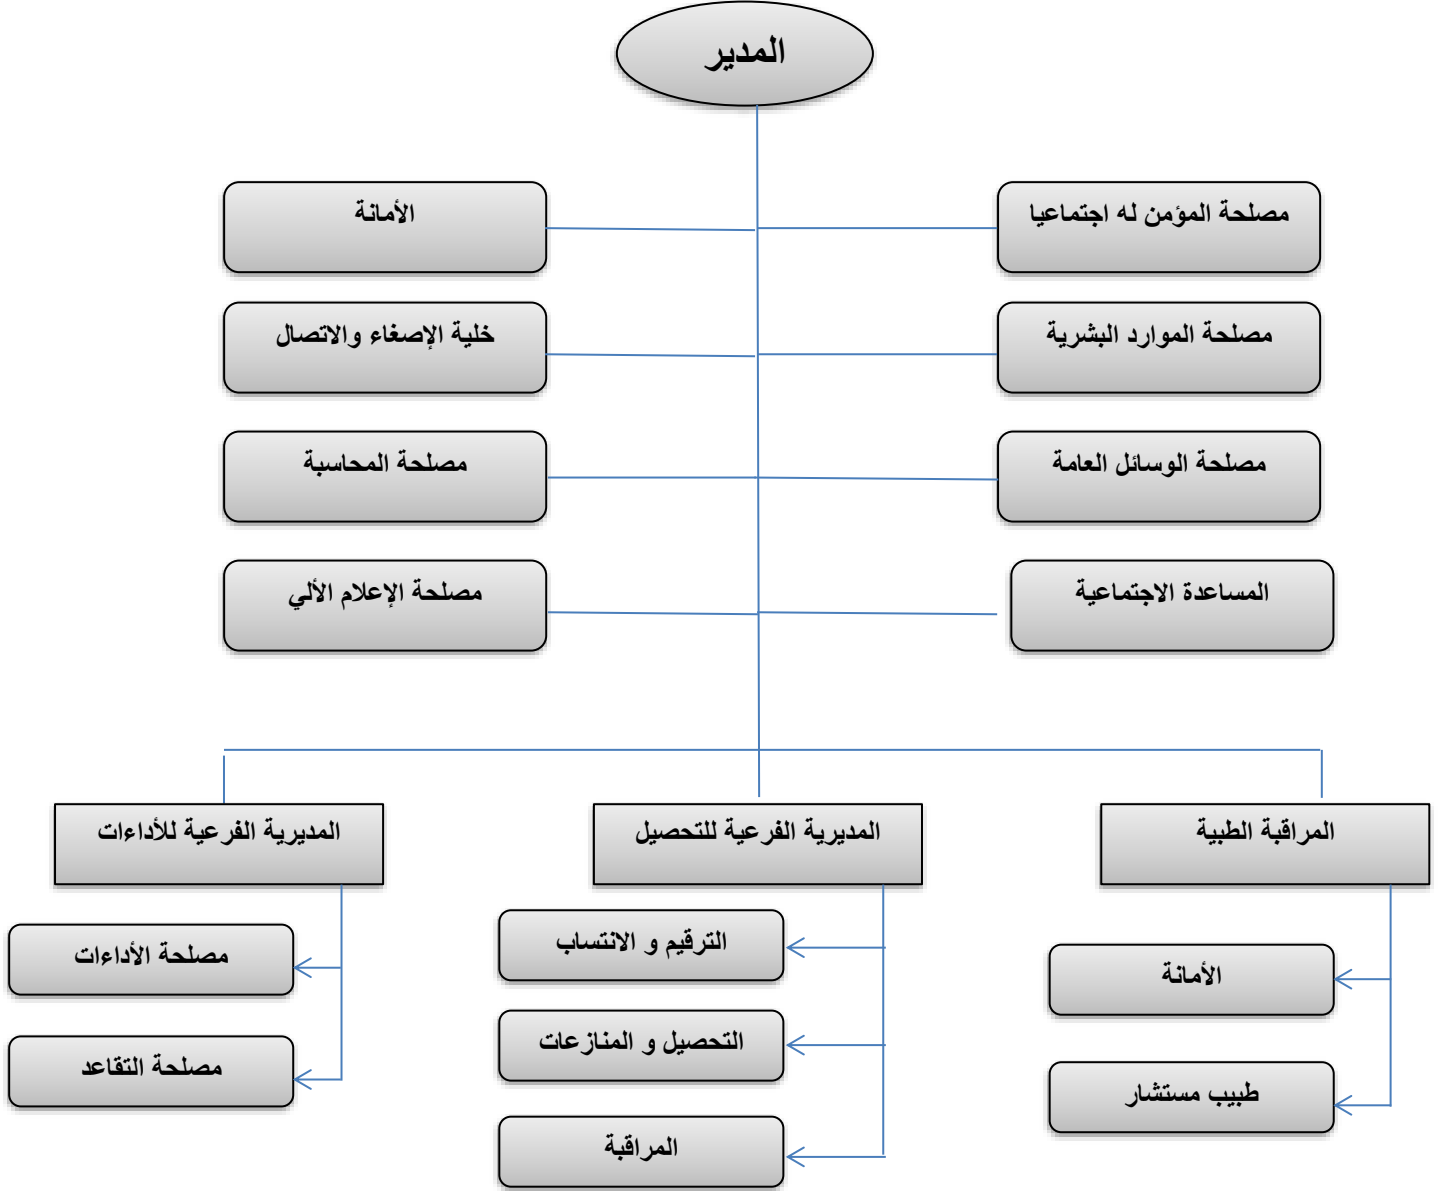 المدير
مصلحة المؤمن له اجتماعيا
الأمانة
مصلحة الموارد البشرية
خلية الإصغاء والاتصال
مصلحة الوسائل العامة
مصلحة المحاسبة
المساعدة الاجتماعية
مصلحة الإعلام الألي
المراقبة الطبية
المديرية الفرعية للتحصيل
المديرية الفرعية للأداءات
الأمانة
طبيب مستشار
الترقيم و الانتساب
التحصيل و المنازعات
المراقبة
مصلحة الأداءات
مصلحة التقاعد